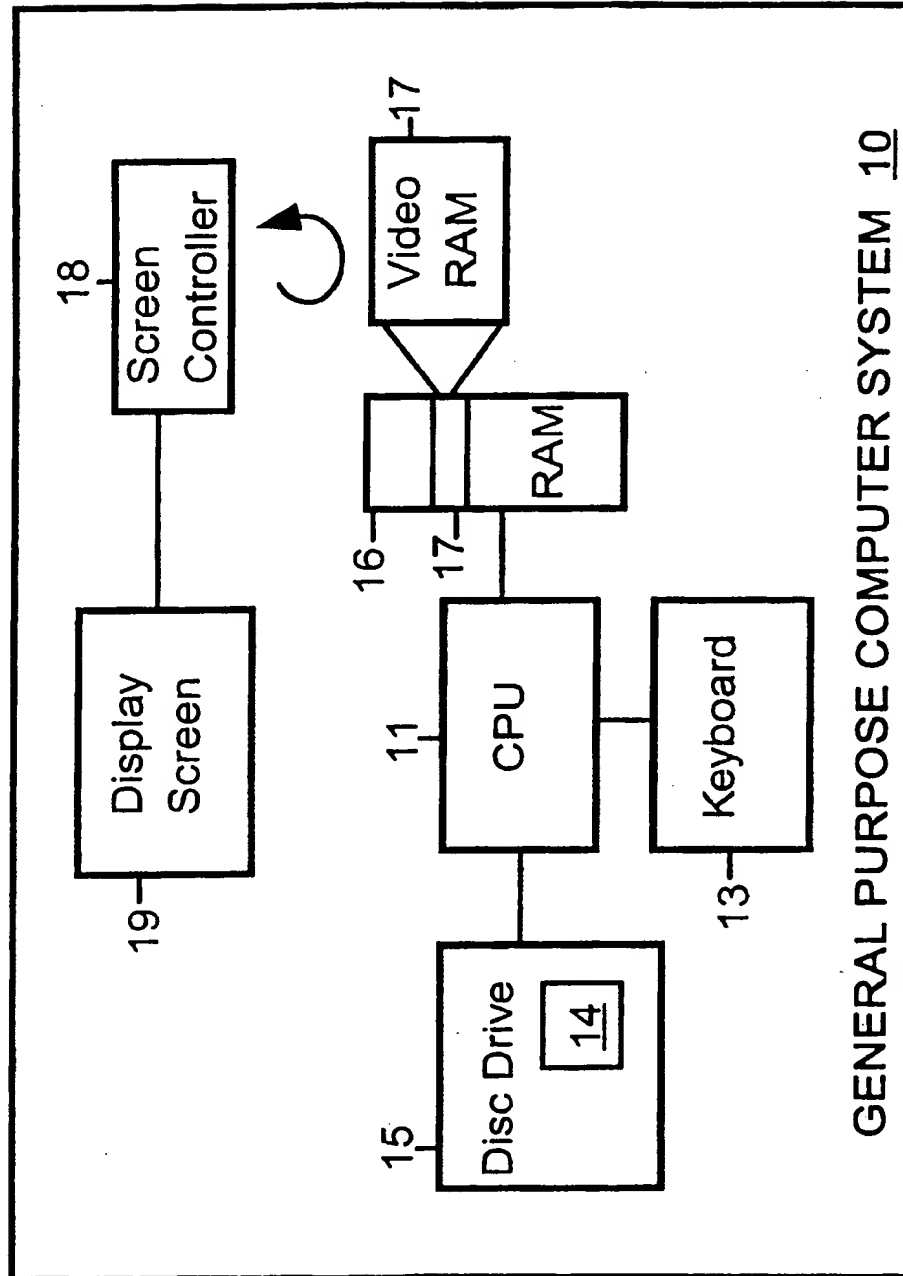 19
Display
Screen
18
Screen
Controller
15
Disc Drive
14
11
CPU
16
17
RAM
Video
RAM
17
13
Keyboard
GENERAL PURPOSE COMPUTER SYSTEM 10